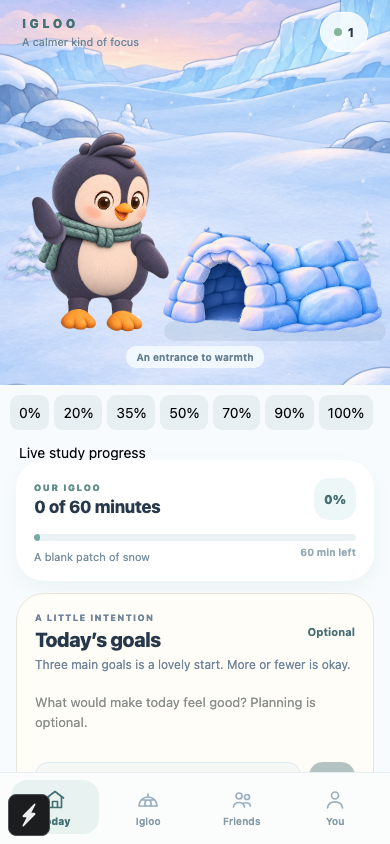 IGLOO
A calmer kind of focus
1
An entrance to warmth
0% 20% 35% 50% 70% 90% 100%
Live study progress
OUR IGLOO
0 of 60 minutes
0%
A blank patch of snow
60 min left
A LITTLE INTENTION
Today's goals
Optional
Three main goals is a lovely start. More or fewer is okay.
What would make today feel good? Planning is
optional.
Igloo
Friends
You